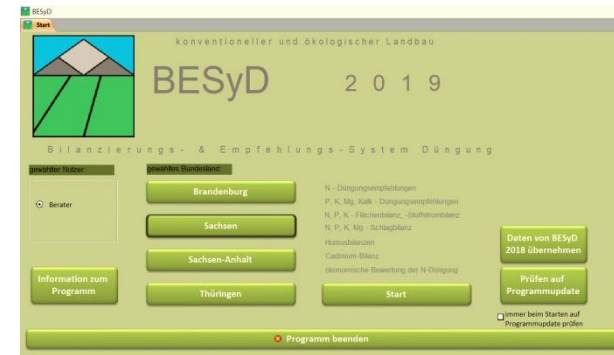 BESyD
Start
konventioneller und ökologischer Landbau
BESyD 2019
Bilanzierungs- & Empfehlungs-System Düngung
gewählter Nutzer:
gewähltes Bundesland:
Berater
Brandenburg
Sachsen
Sachsen-Anhalt
Thüringen
N - Düngungsempfehlungen
P, K, Mg, Kalk - Düngungsempfehlungen
N, P, K - Flächenbilanz, -Stoffstrombilanz
N, P, K, Mg - Schlagbilanz
Humusbilanzen
Cadmium-Bilanz
ökonomische Bewertung der N-Düngung
Information zum
Programm
Start
Daten von BESyD
2018 übernehmen
Prüfen auf
Programmupdate
immer beim Starten auf
Programmupdate prüfen
Programm beenden